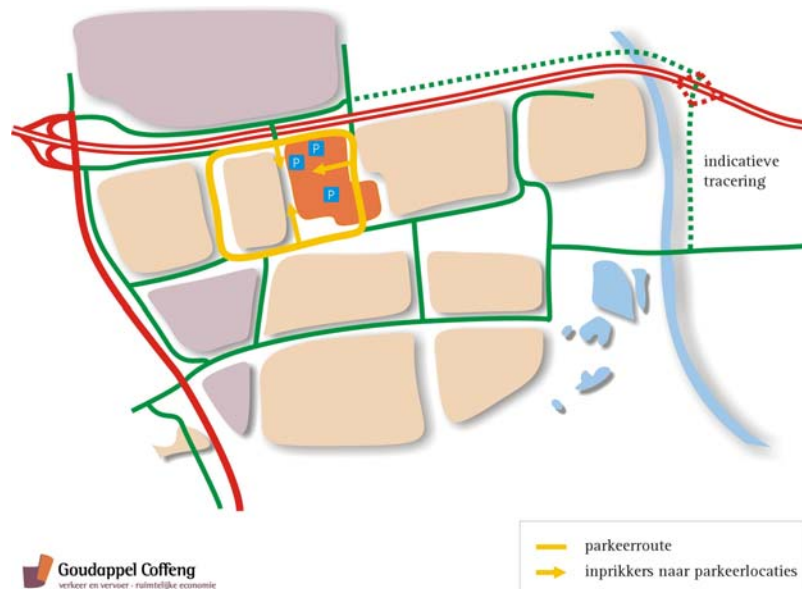 P
P
P
indicatieve
tracering
parkeerroute
inprikkers naar parkeerlocaties
Goudappel Coffeng
verkeer en vervoer - ruimtelijke economie